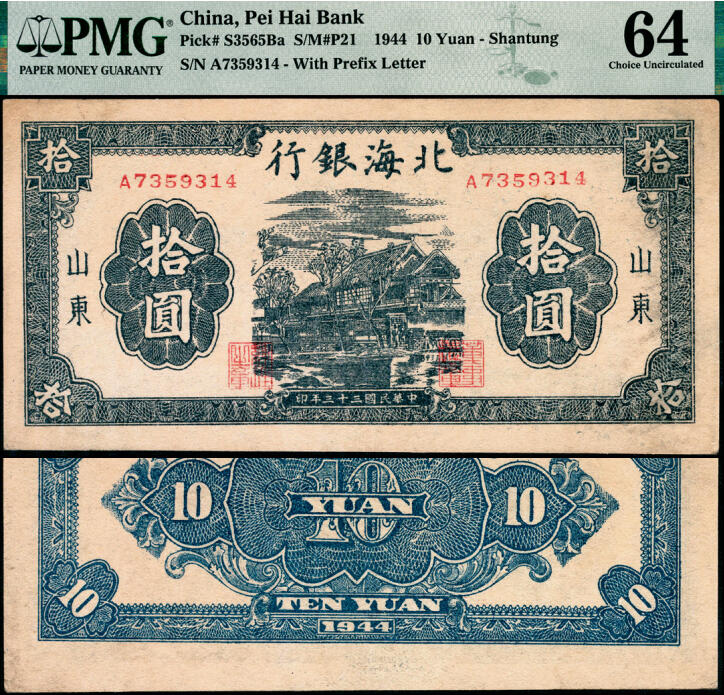 PMG
PAPER MONEY GUARANTY
China, Pei Hai Bank
Pick# S3565Ba S/M#P21 1944 10 Yuan - Shantung
S/N A7359314 - With Prefix Letter
64
Choice Uncirculated
拾 行銀海北 拾
A7359314 A7359314
拾圓 拾圓
山東 山東
印年三十三國民華中
拾 拾
10 10 YUAN 10
10 TEN YUAN 10
1944